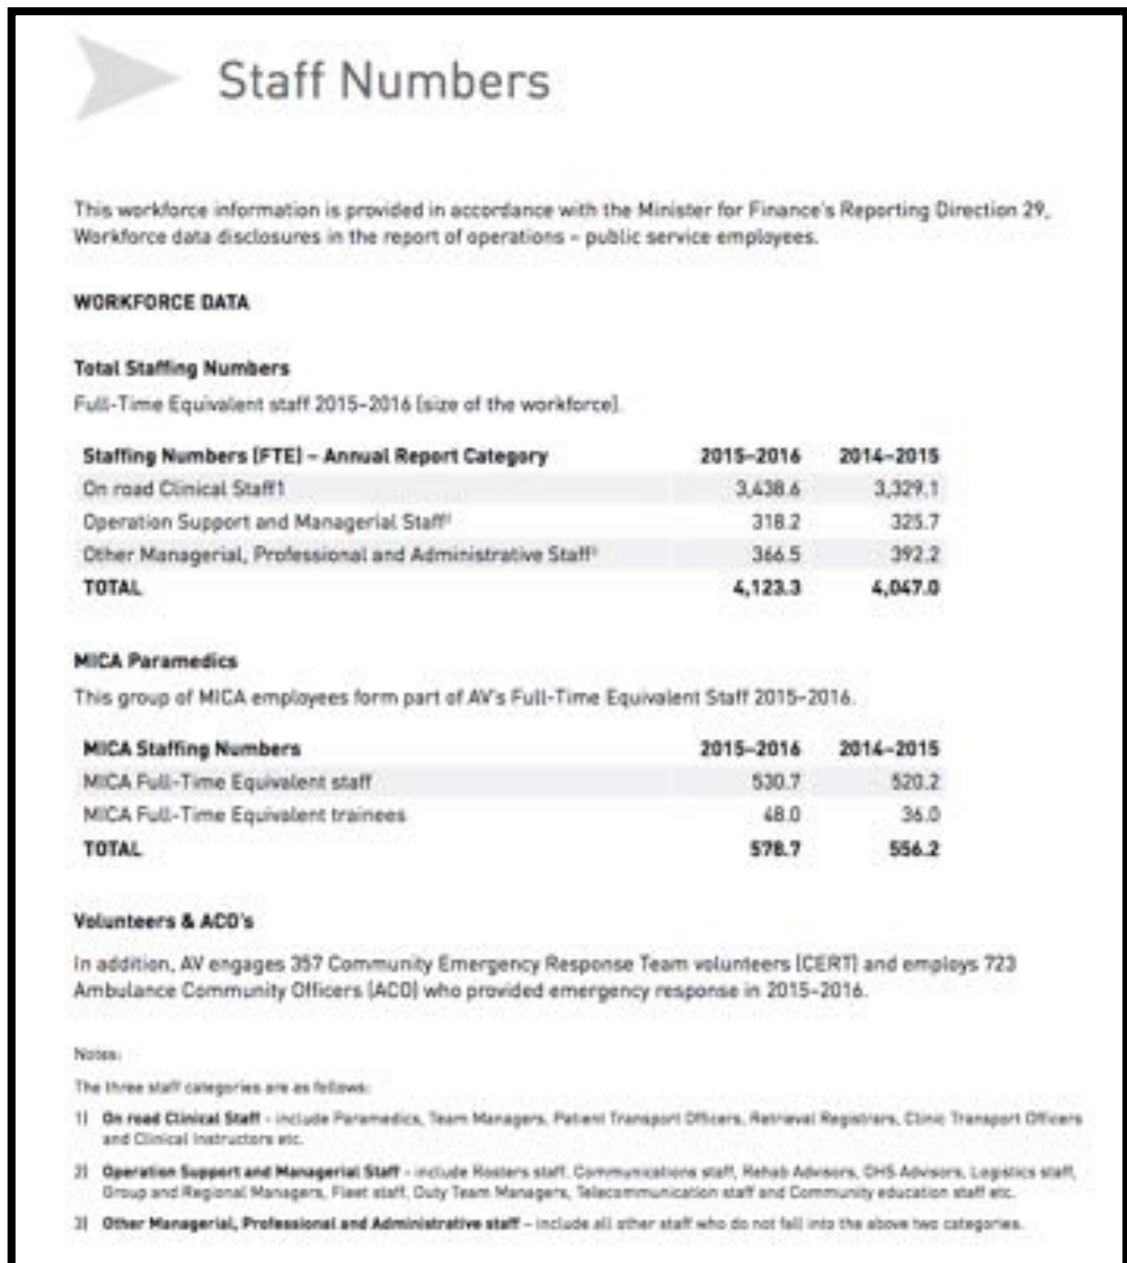 Staff Numbers
This workforce information is provided in accordance with the Minister for Finance's Reporting Direction 29,
Workforce data disclosures in the report of operations – public service employees.
WORKFORCE DATA
Total Staffing Numbers
Full-Time Equivalent staff 2015–2016 (size of the workforce).
Staffing Numbers (FTE) – Annual Report Category 2015–2016 2014–2015
On road Clinical Staff1 3,438.6 3,329.1
Operation Support and Managerial Staff² 318.2 325.7
Other Managerial, Professional and Administrative Staff³ 366.5 392.2
TOTAL 4,123.3 4,047.0
MICA Paramedics
This group of MICA employees form part of AV's Full-Time Equivalent Staff 2015–2016.
MICA Staffing Numbers 2015–2016 2014–2015
MICA Full-Time Equivalent staff 530.7 520.2
MICA Full-Time Equivalent trainees 48.0 36.0
TOTAL 578.7 556.2
Volunteers & ACO's
In addition, AV engages 357 Community Emergency Response Team volunteers (CERT) and employs 723
Ambulance Community Officers (ACO) who provided emergency response in 2015–2016.
Notes:
The three staff categories are as follows:
1) On road Clinical Staff - include Paramedics, Team Managers, Patient Transport Officers, Retrieval Registrars, Clinic Transport Officers
and Clinical Instructors etc.
2) Operation Support and Managerial Staff - include Rosters staff, Communications staff, Rehab Advisors, OHS Advisors, Logistics staff,
Group and Regional Managers, Fleet staff, Duty Team Managers, Telecommunication staff and Community education staff etc.
3) Other Managerial, Professional and Administrative staff – include all other staff who do not fall into the above two categories.